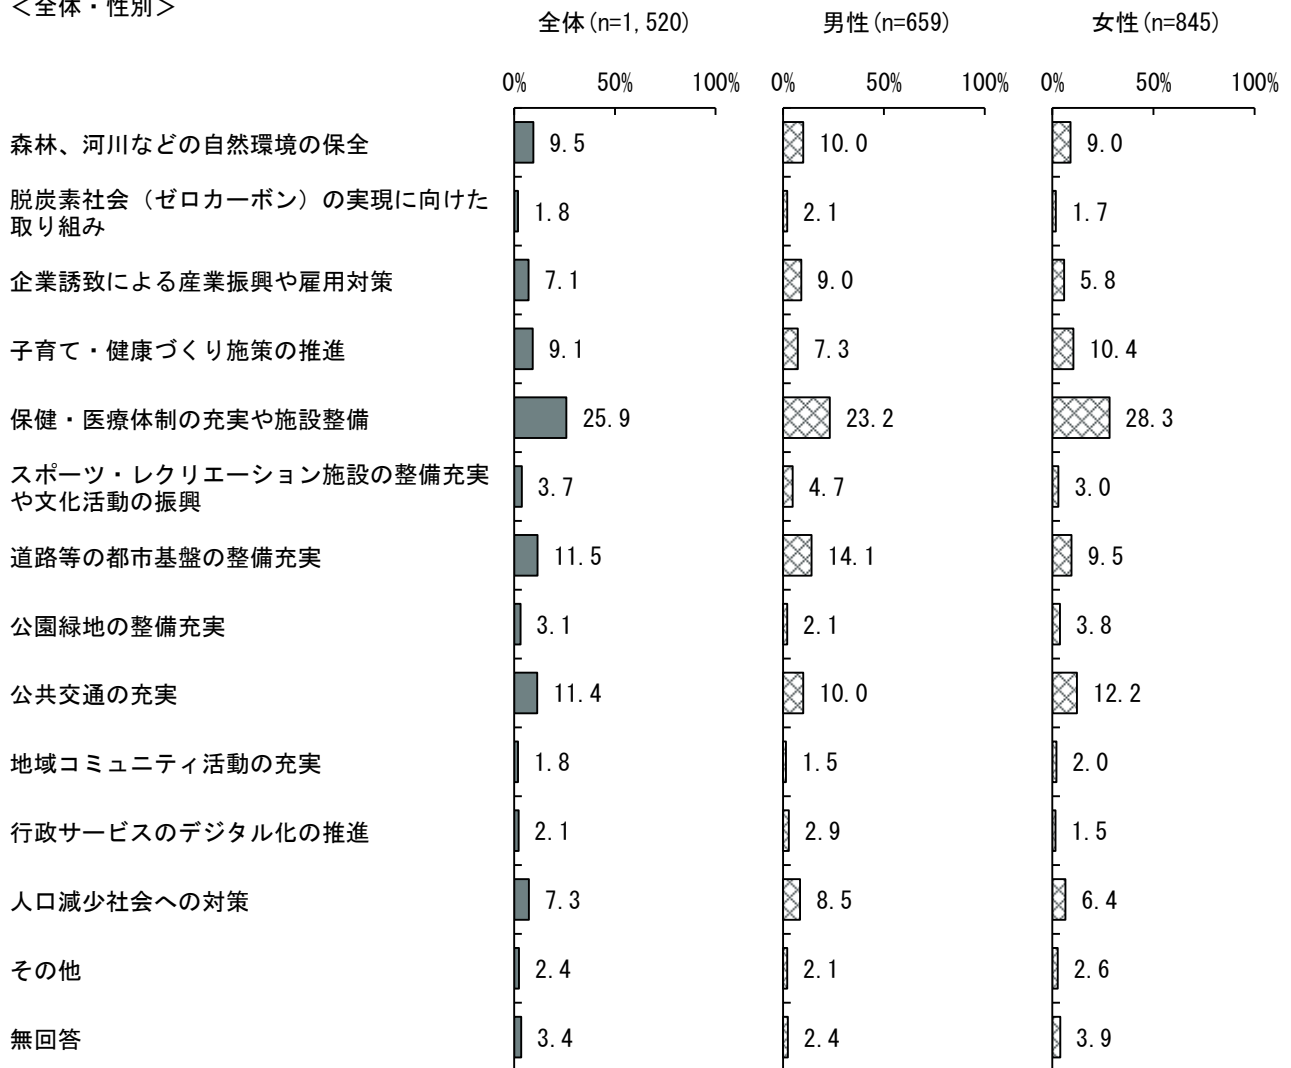 ＜全体・性別＞
全体(n=1,520) 男性(n=659) 女性(n=845)
0% 50% 100% 0% 50% 100% 0% 50% 100%
森林、河川などの自然環境の保全 9.5 10.0 9.0
脱炭素社会（ゼロカーボン）の実現に向けた
取り組み 1.8 2.1 1.7
企業誘致による産業振興や雇用対策 7.1 9.0 5.8
子育て・健康づくり施策の推進 9.1 7.3 10.4
保健・医療体制の充実や施設整備 25.9 23.2 28.3
スポーツ・レクリエーション施設の整備充実
や文化活動の振興 3.7 4.7 3.0
道路等の都市基盤の整備充実 11.5 14.1 9.5
公園緑地の整備充実 3.1 2.1 3.8
公共交通の充実 11.4 10.0 12.2
地域コミュニティ活動の充実 1.8 1.5 2.0
行政サービスのデジタル化の推進 2.1 2.9 1.5
人口減少社会への対策 7.3 8.5 6.4
その他 2.4 2.1 2.6
無回答 3.4 2.4 3.9